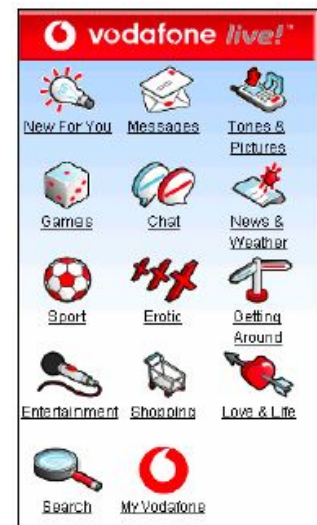 vodafone live!™
New For You Messages Tones &
Pictures
Games Chat News &
Weather
Sport Erotic Getting
Around
Entertainment Shopping Love & Life
Search My Vodafone